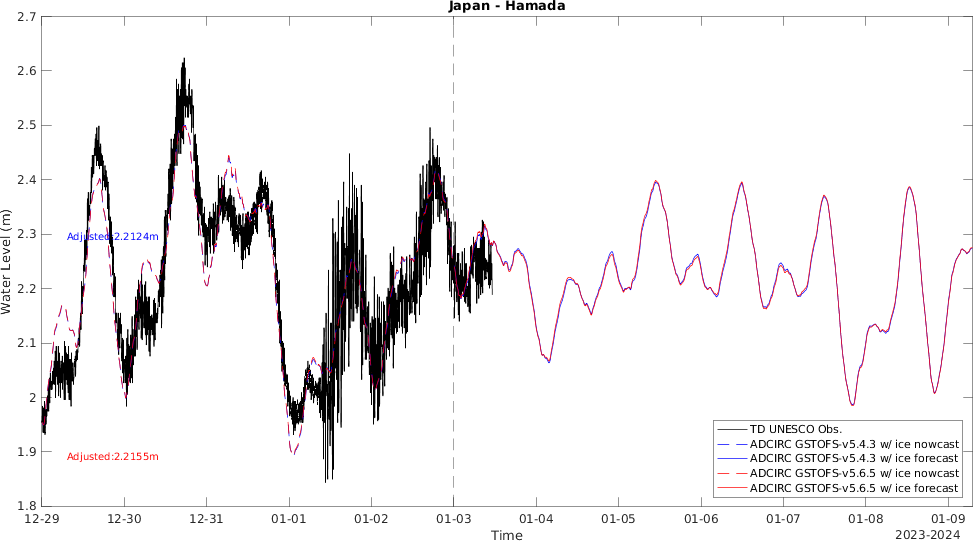 Japan - Hamada
2.7
2.6
2.5
2.4
2.3
2.2
2.1
2
1.9
1.8
Water Level (m)
Adjusted:2.2124m
Adjusted:2.2155m
TD UNESCO Obs.
ADCIRC GSTOFS-v5.4.3 w/ ice nowcast
ADCIRC GSTOFS-v5.4.3 w/ ice forecast
ADCIRC GSTOFS-v5.6.5 w/ ice nowcast
ADCIRC GSTOFS-v5.6.5 w/ ice forecast
12-29 12-30 12-31 01-01 01-02 01-03 01-04 01-05 01-06 01-07 01-08 01-09
Time
2023-2024